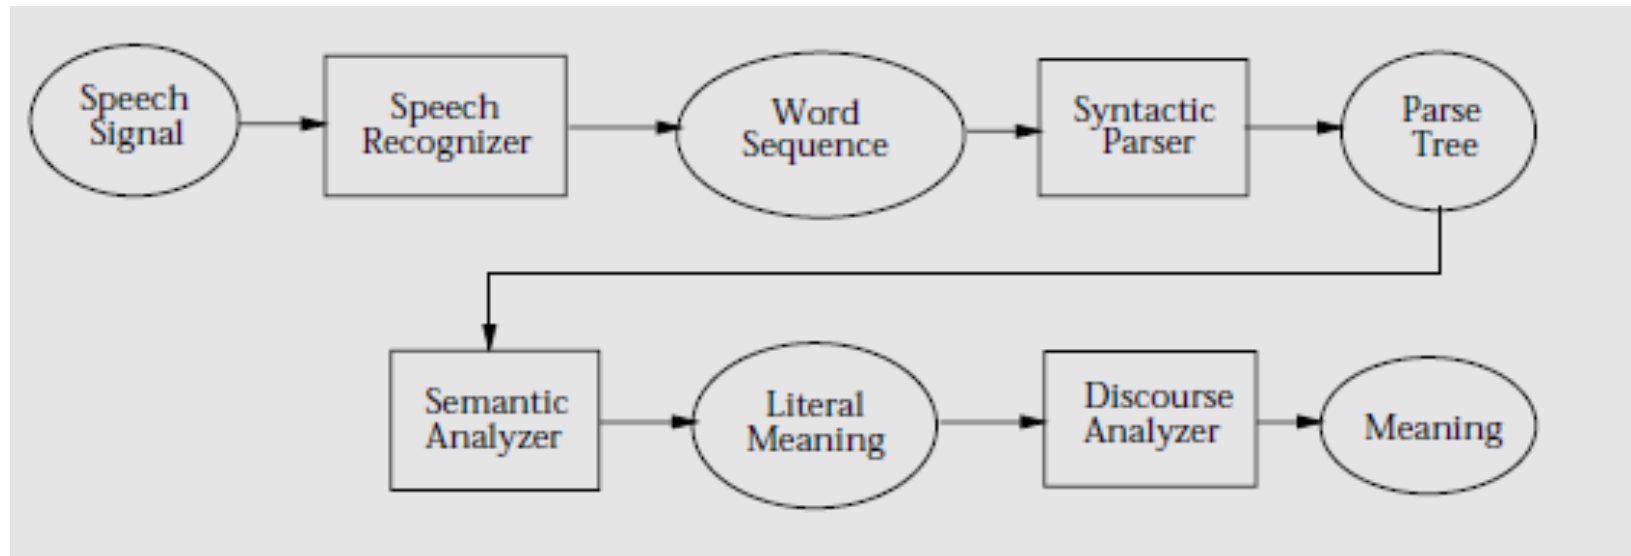 Speech
Signal
Speech
Recognizer
Word
Sequence
Syntactic
Parser
Parse
Tree
Semantic
Analyzer
Literal
Meaning
Discourse
Analyzer
Meaning